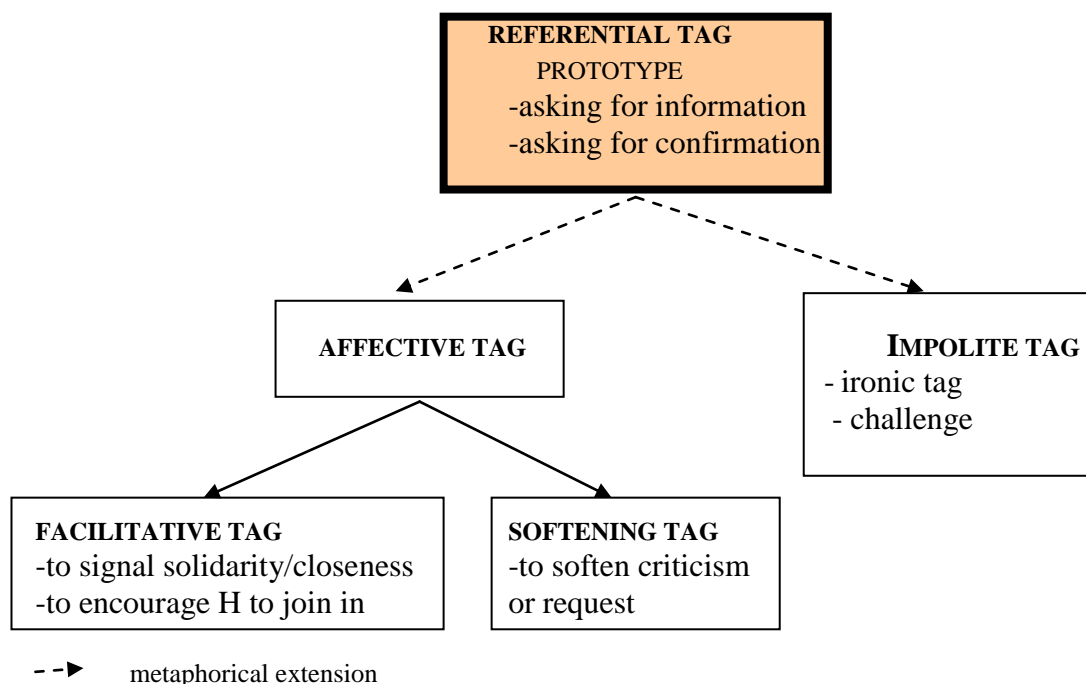 REFERENTIAL TAG
PROTOTYPE
-asking for information
-asking for confirmation
AFFECTIVE TAG
IMPOLITE TAG
- ironic tag
- challenge
FACILITATIVE TAG
-to signal solidarity/closeness
-to encourage H to join in
SOFTENING TAG
-to soften criticism
or request
metaphorical extension